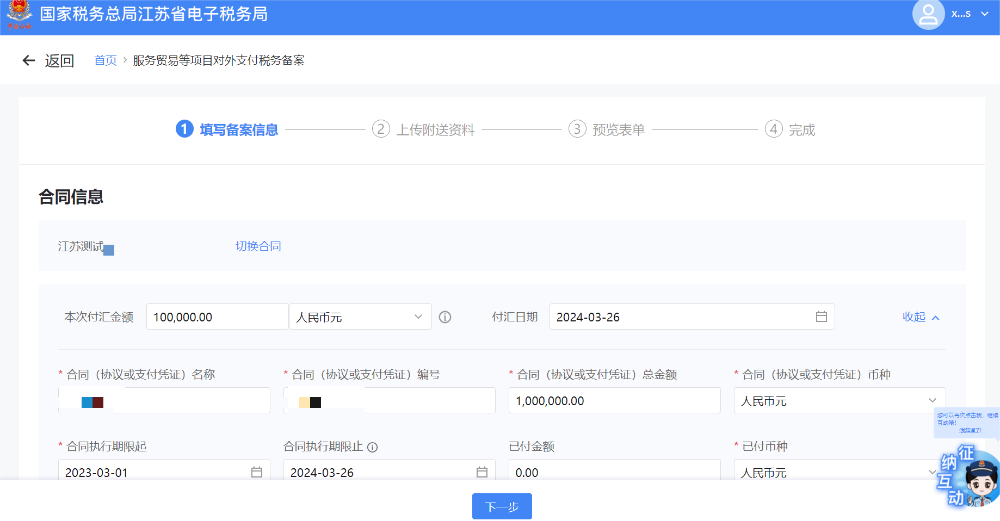 国家税务总局江苏省电子税务局
x...s
返回 首页 > 服务贸易等项目对外支付税务备案
1 填写备案信息 2 上传附送资料 3 预览表单 4 完成
合同信息
江苏测试 切换合同
本次付汇金额 100,000.00 人民币元 付汇日期 2024-03-26 收起
* 合同（协议或支付凭证）名称 * 合同（协议或支付凭证）编号 * 合同（协议或支付凭证）总金额 * 合同（协议或支付凭证）币种
1,000,000.00 人民币元
您可以再次点击我，继续
互动哦！
(我知道了)
* 合同执行期限起 合同执行期限止 已付金额 * 已付币种
2023-03-01 2024-03-26 0.00 人民币元
征纳互动
下一步